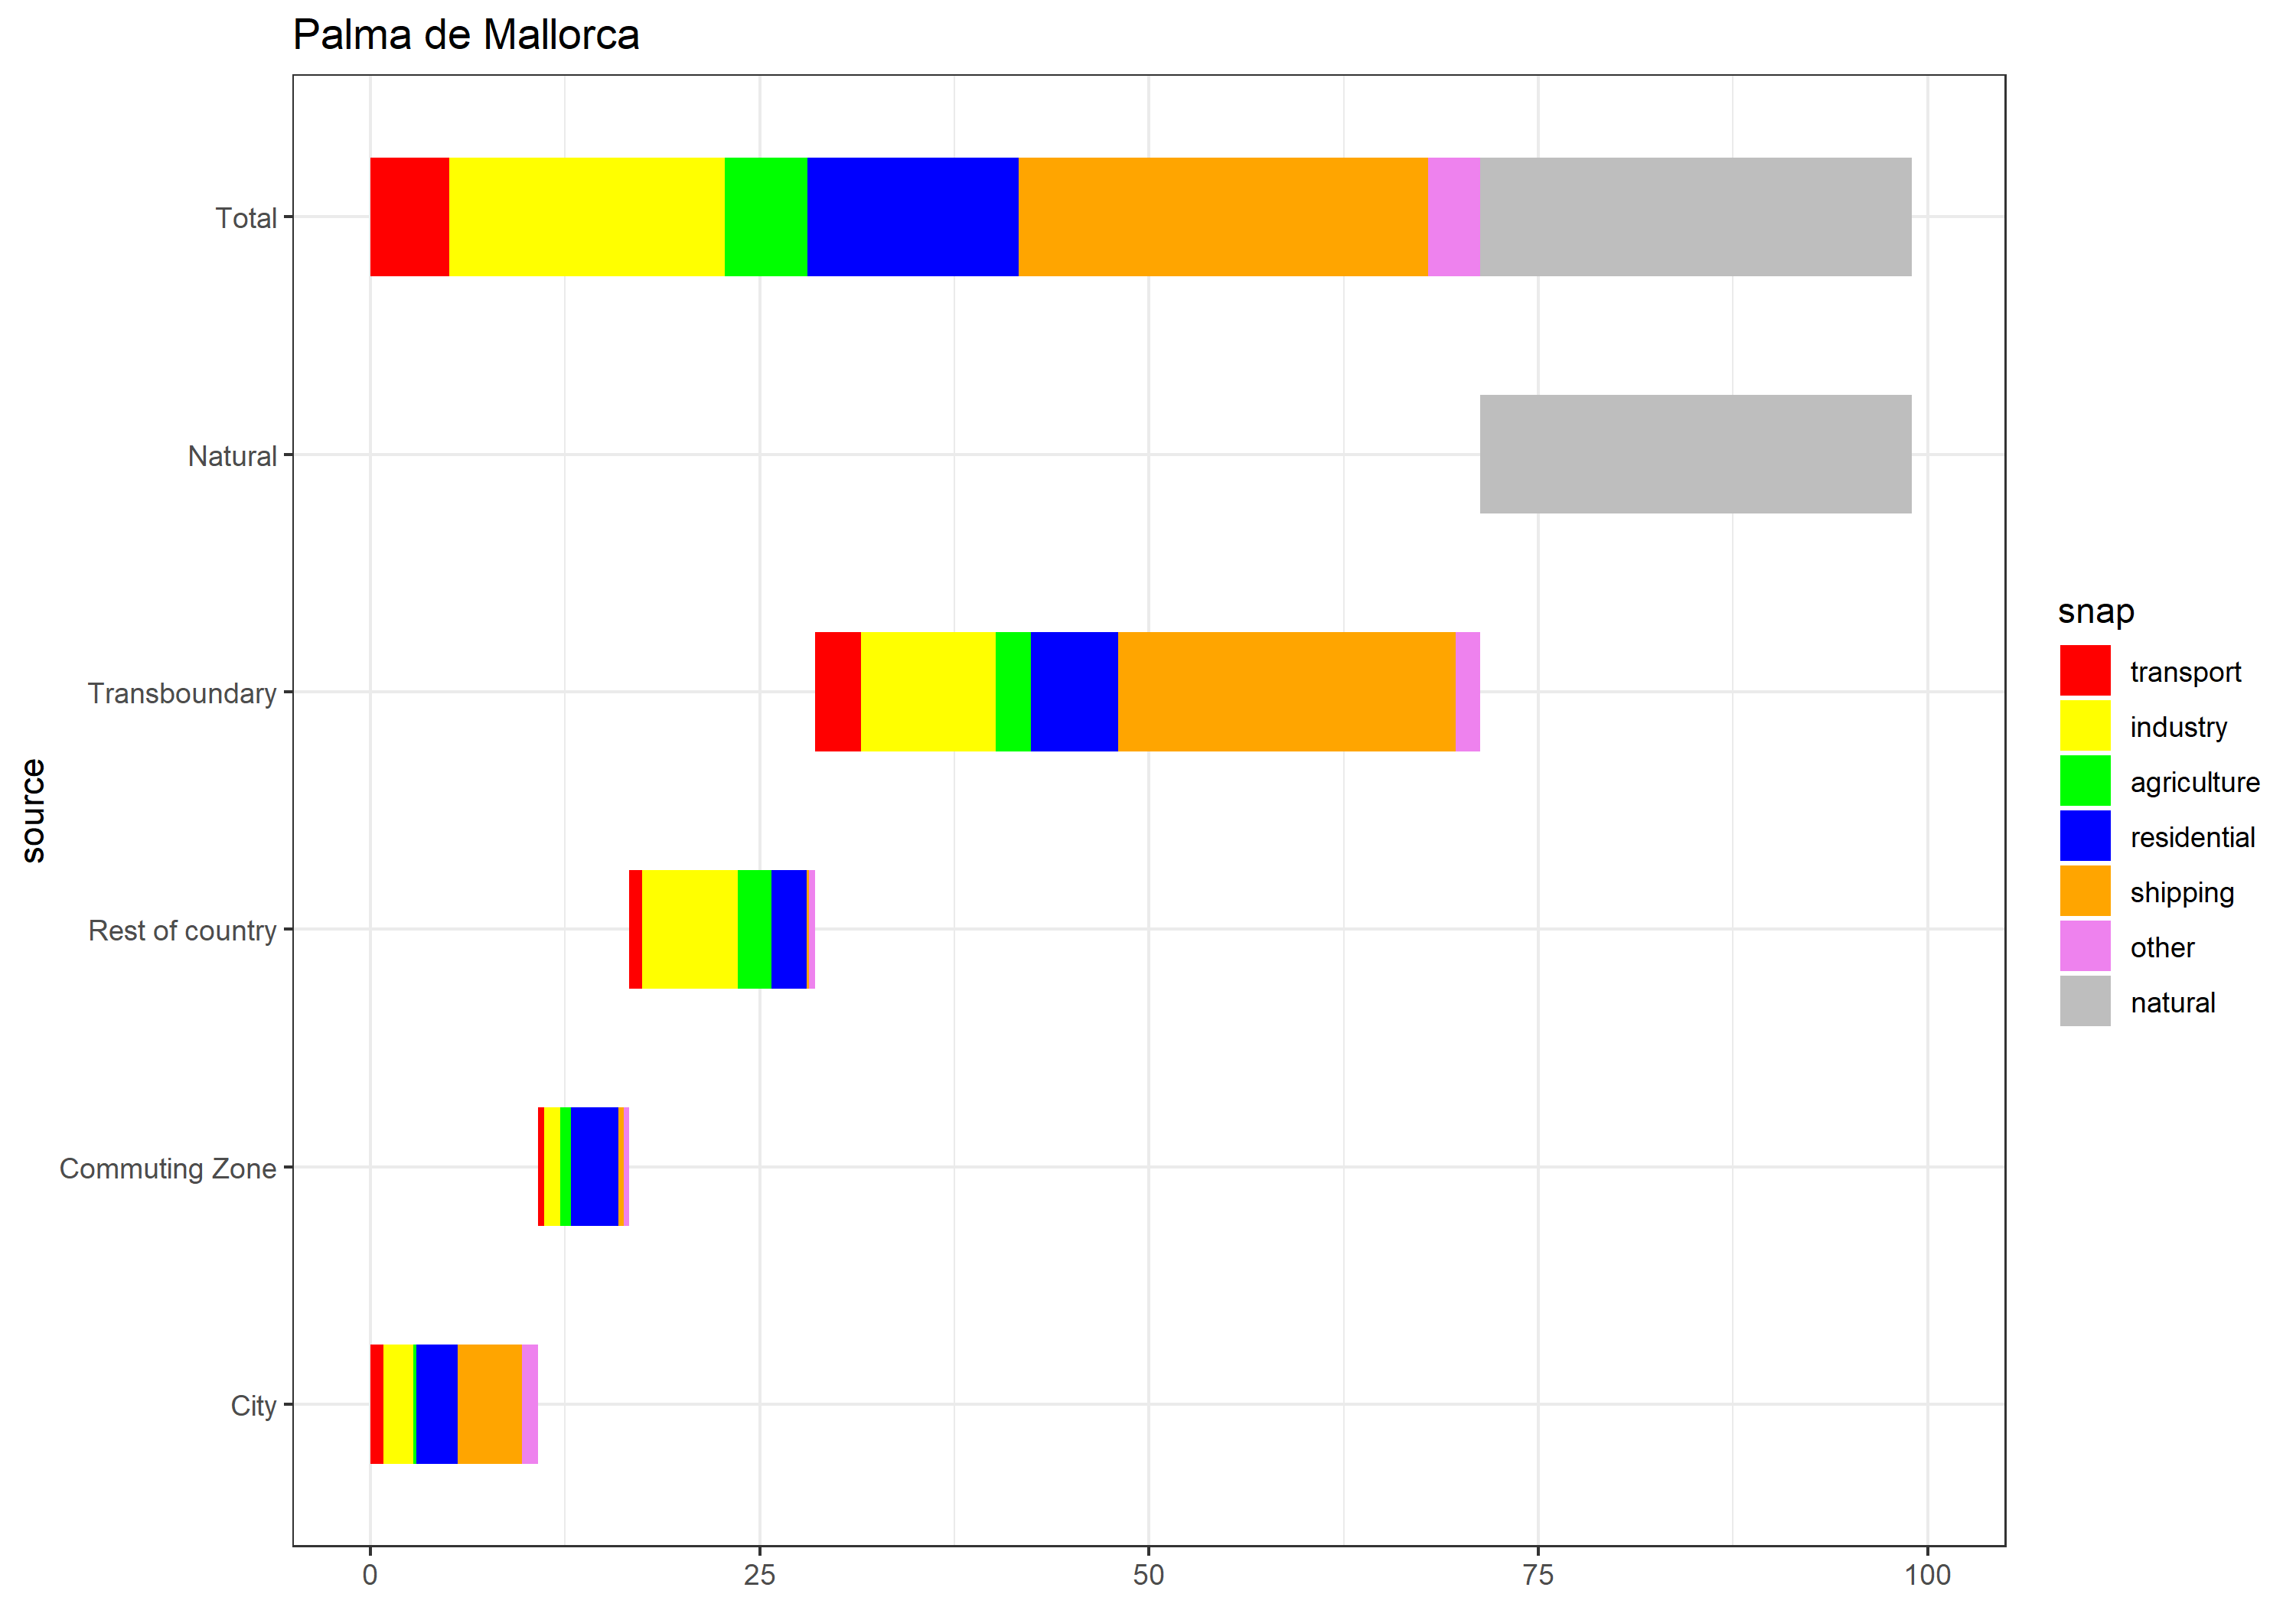 Palma de Mallorca
Total
Natural
Transboundary
Rest of country
Commuting Zone
City
source
0 25 50 75 100
snap
transport
industry
agriculture
residential
shipping
other
natural